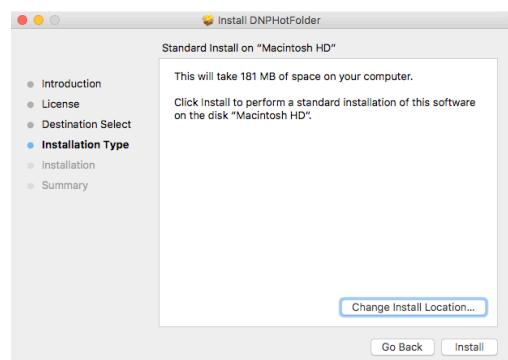 Install DNPHotFolder
Standard Install on "Macintosh HD"
Introduction
License
Destination Select
Installation Type
Installation
Summary
This will take 181 MB of space on your computer.
Click Install to perform a standard installation of this software
on the disk "Macintosh HD".
Change Install Location...
Go Back
Install